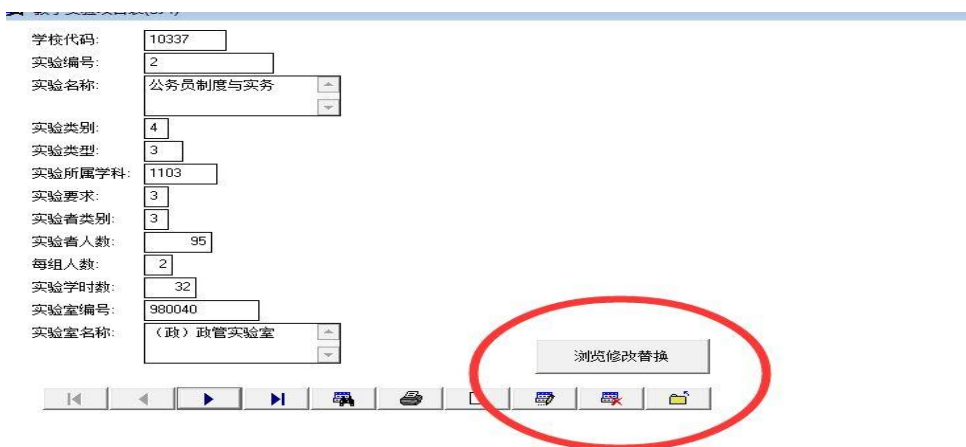 学校代码: 10337
实验编号: 2
实验名称: 公务员制度与实务
实验类别: 4
实验类型: 3
实验所属学科: 1103
实验要求: 3
实验者类别: 3
实验者人数: 95
每组人数: 2
实验学时数: 32
实验室编号: 980040
实验室名称: （政）政管实验室
浏览修改替换